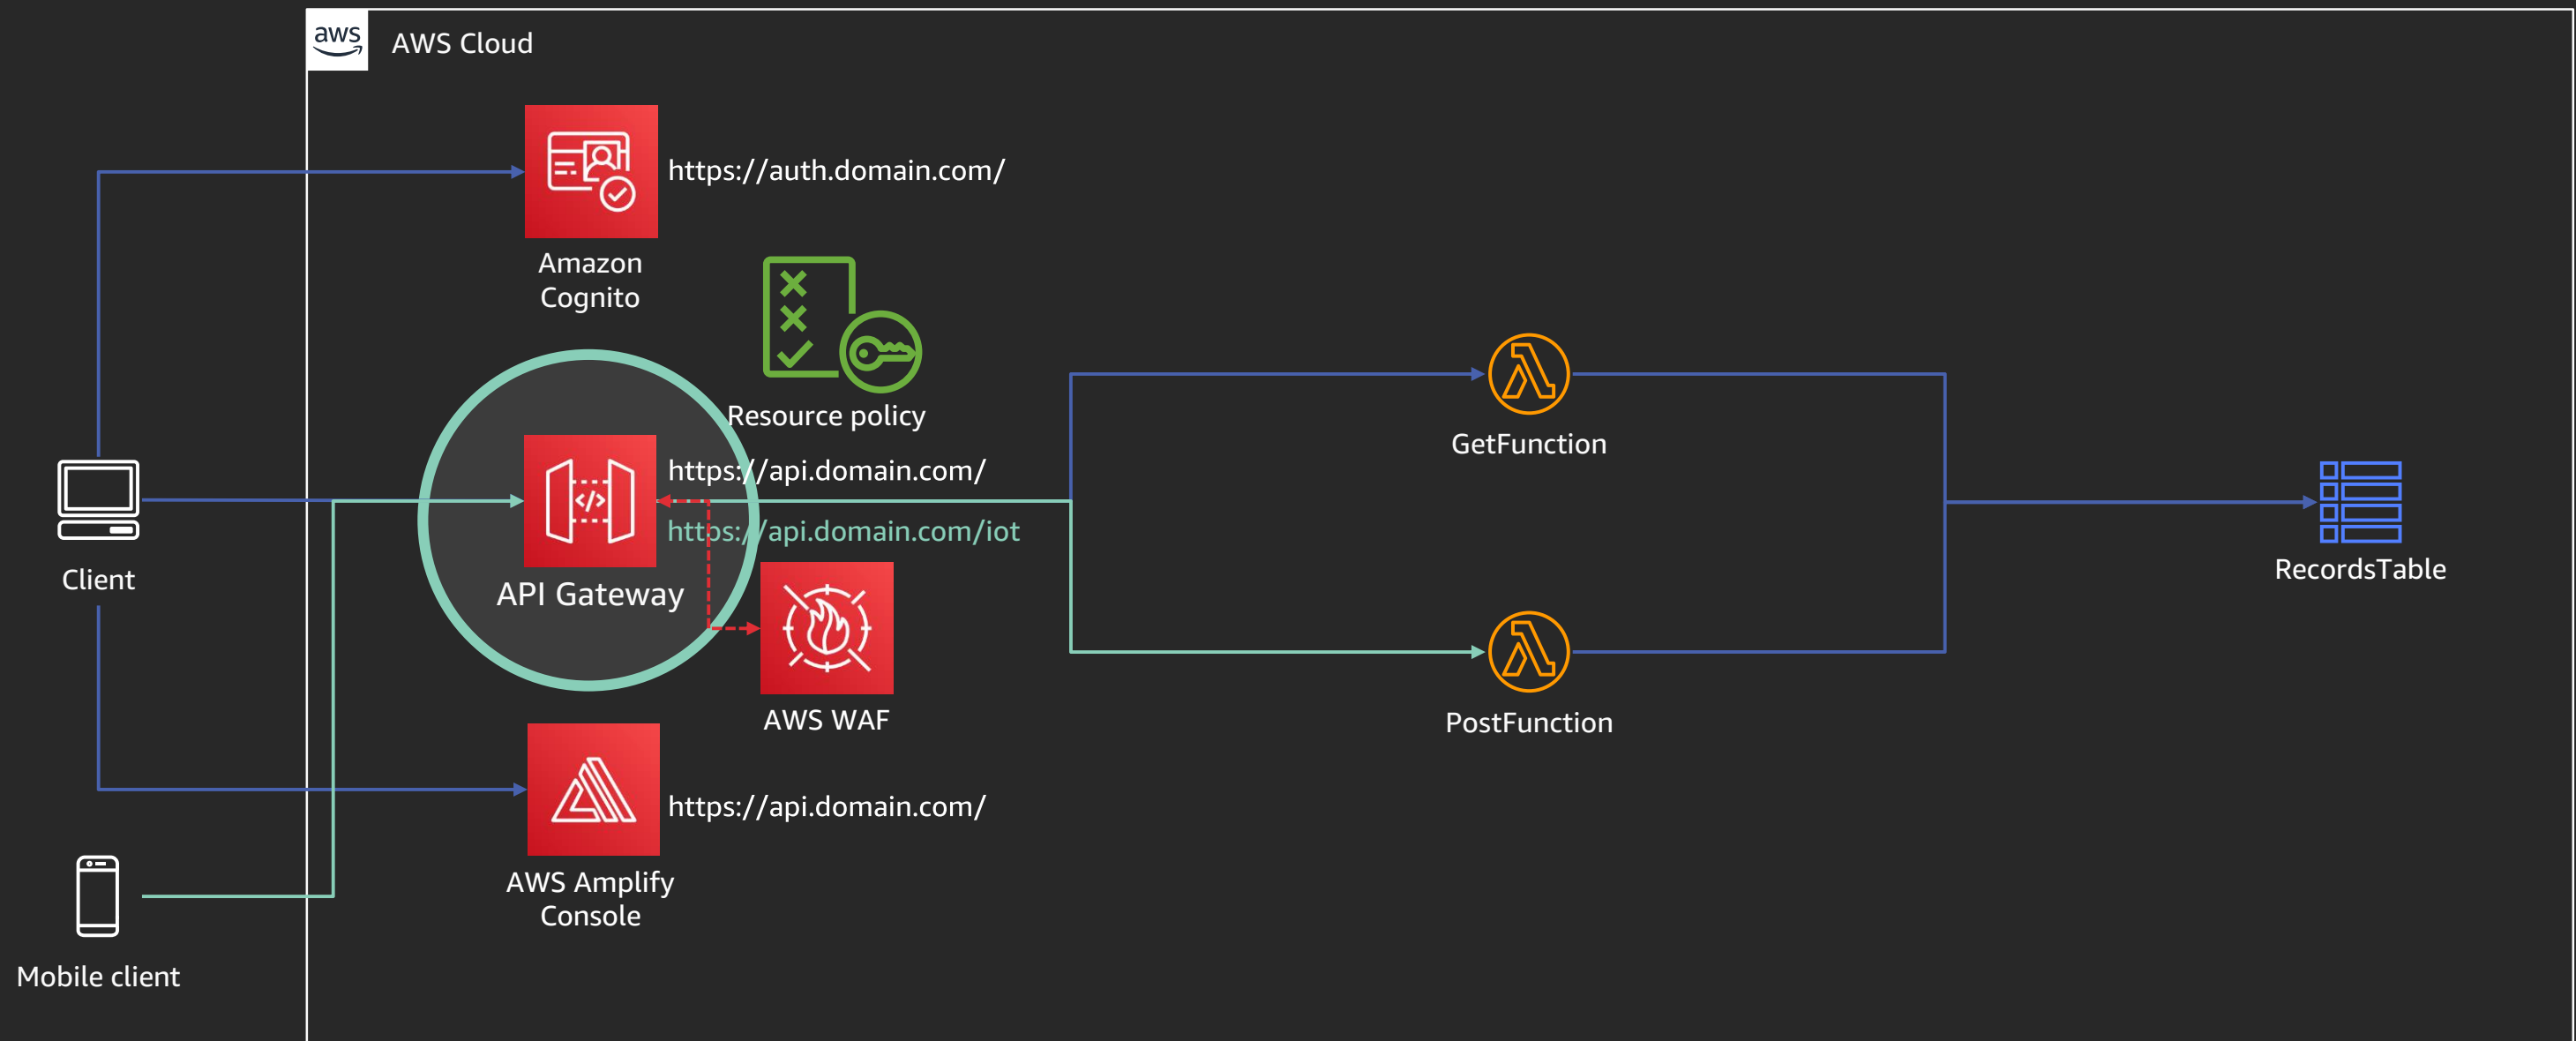 aws
AWS Cloud
https://auth.domain.com/
Amazon
Cognito
Resource policy
https://api.domain.com/
https://api.domain.com/iot
API Gateway
AWS WAF
Client
GetFunction
RecordsTable
PostFunction
https://api.domain.com/
AWS Amplify
Console
Mobile client